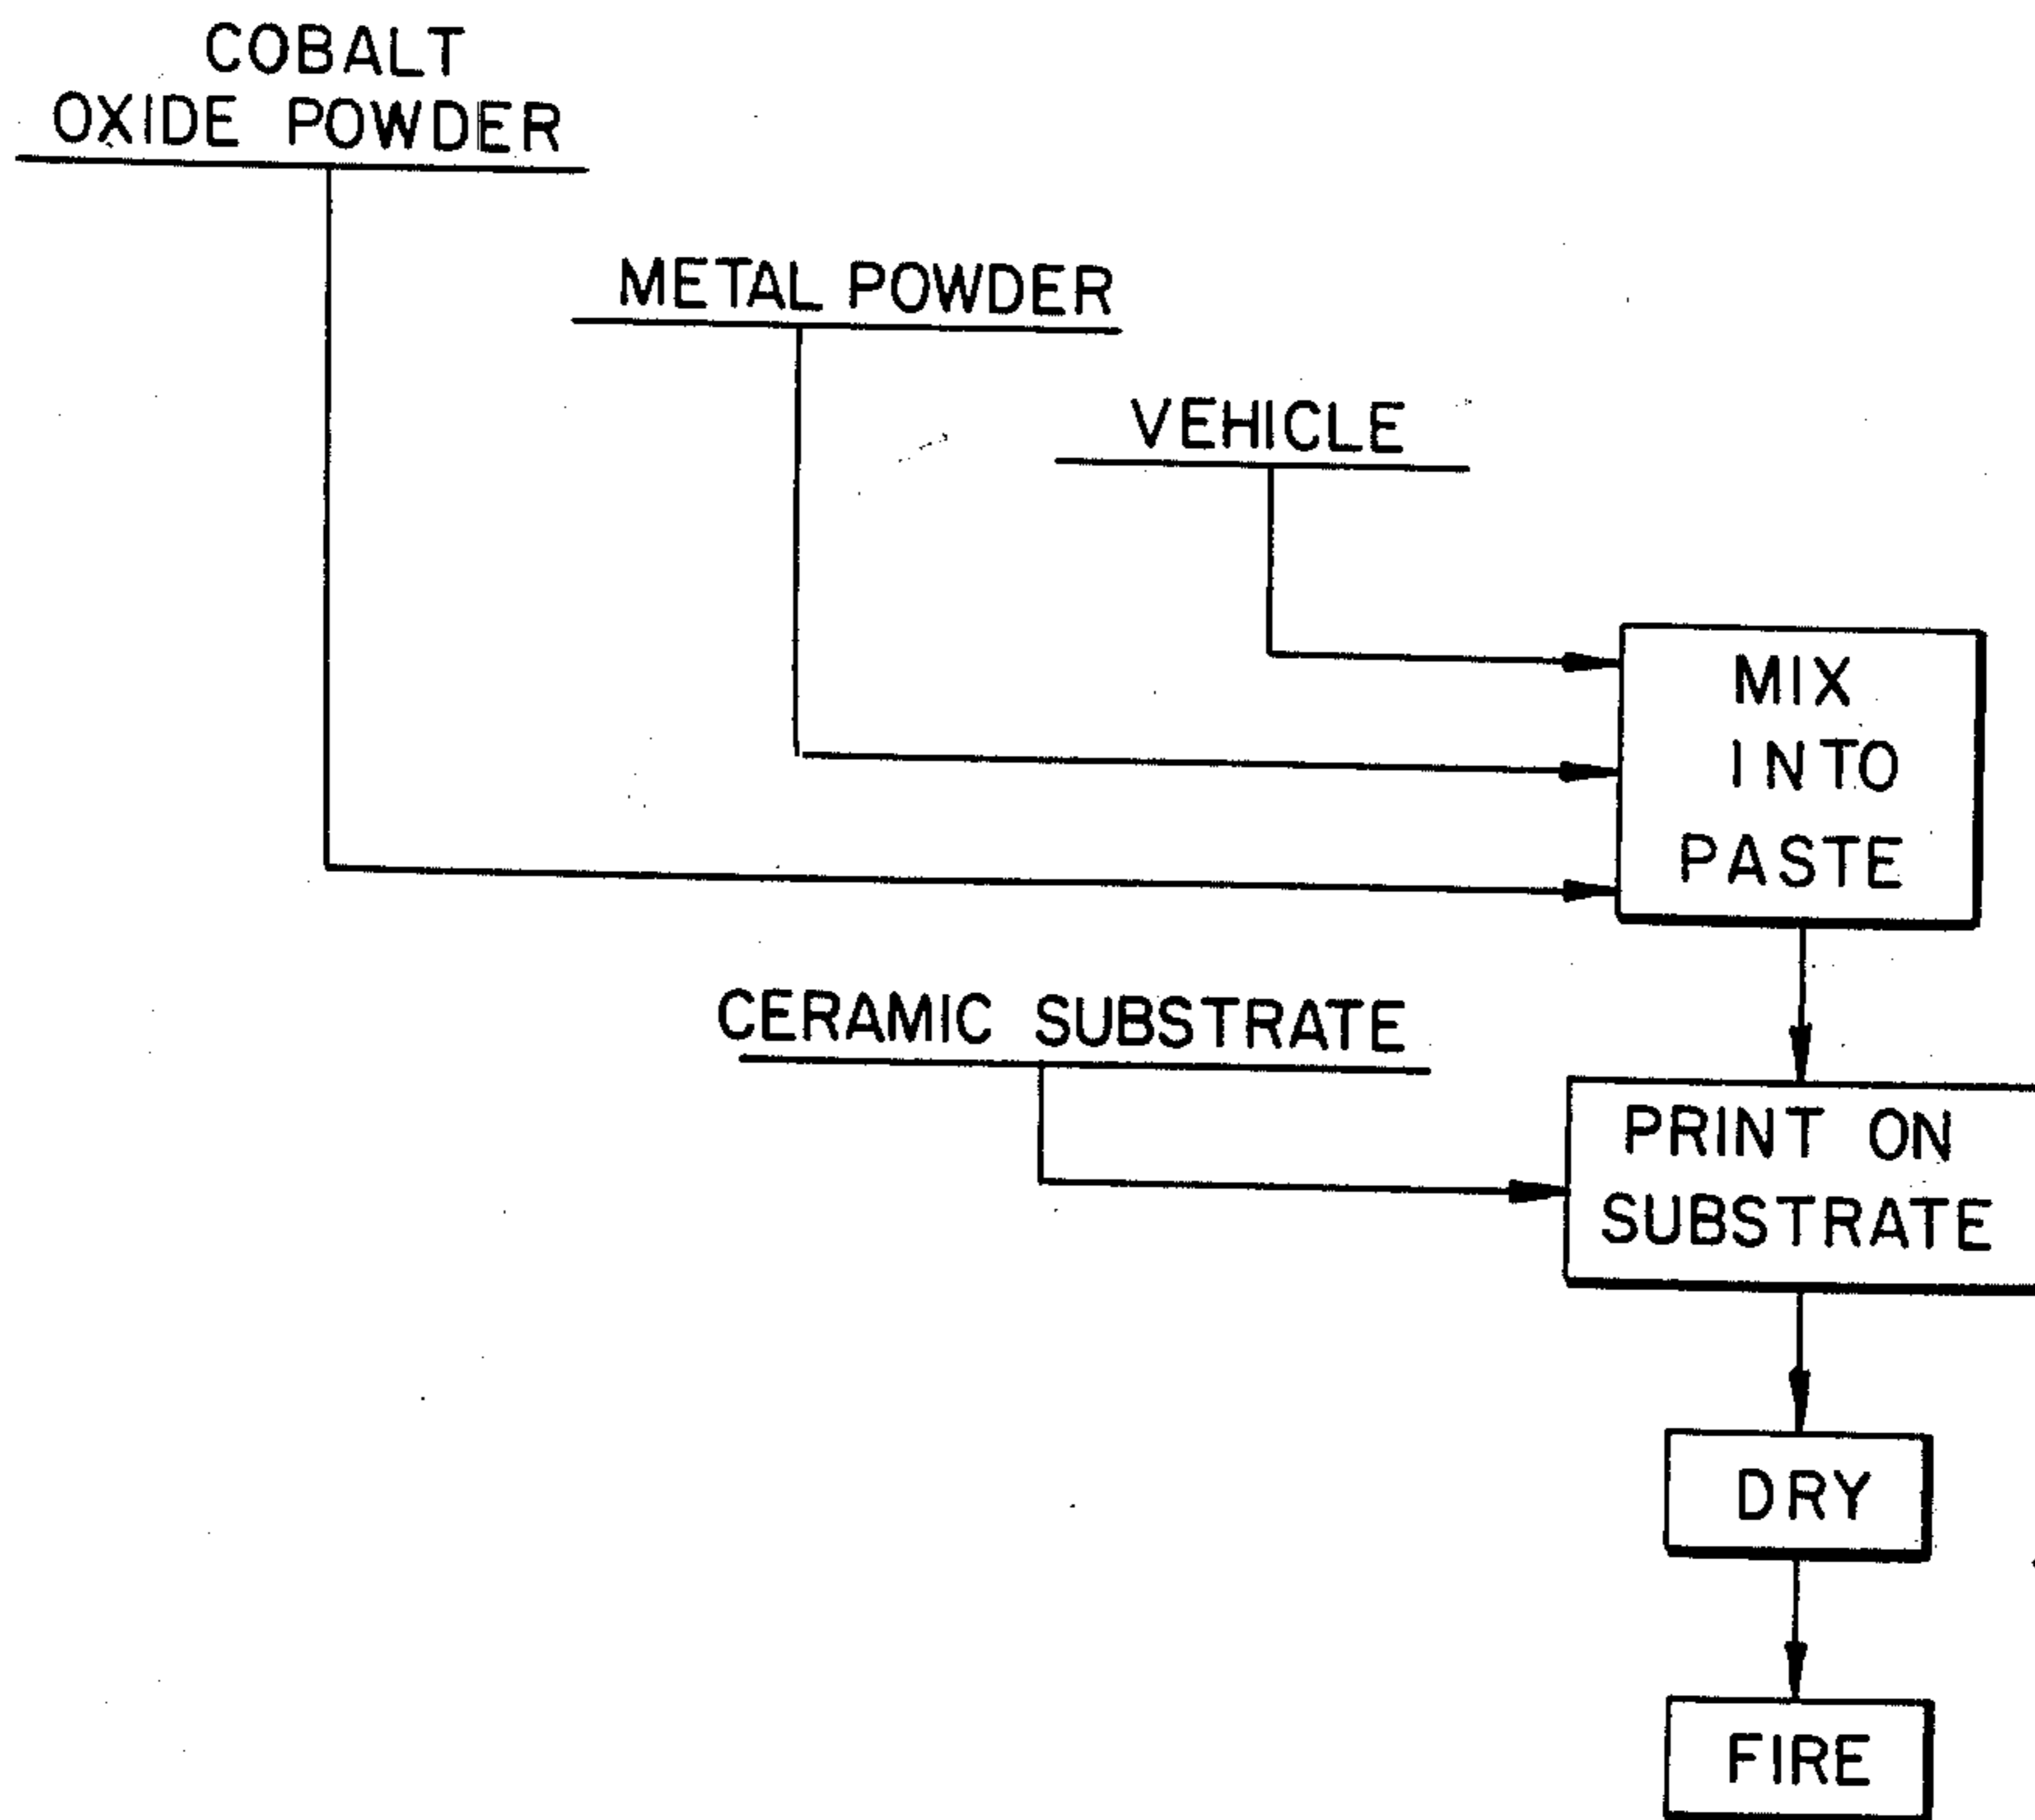 COBALT
OXIDE POWDER
METAL POWDER
VEHICLE
MIX
INTO
PASTE
CERAMIC SUBSTRATE
PRINT ON
SUBSTRATE
DRY
FIRE